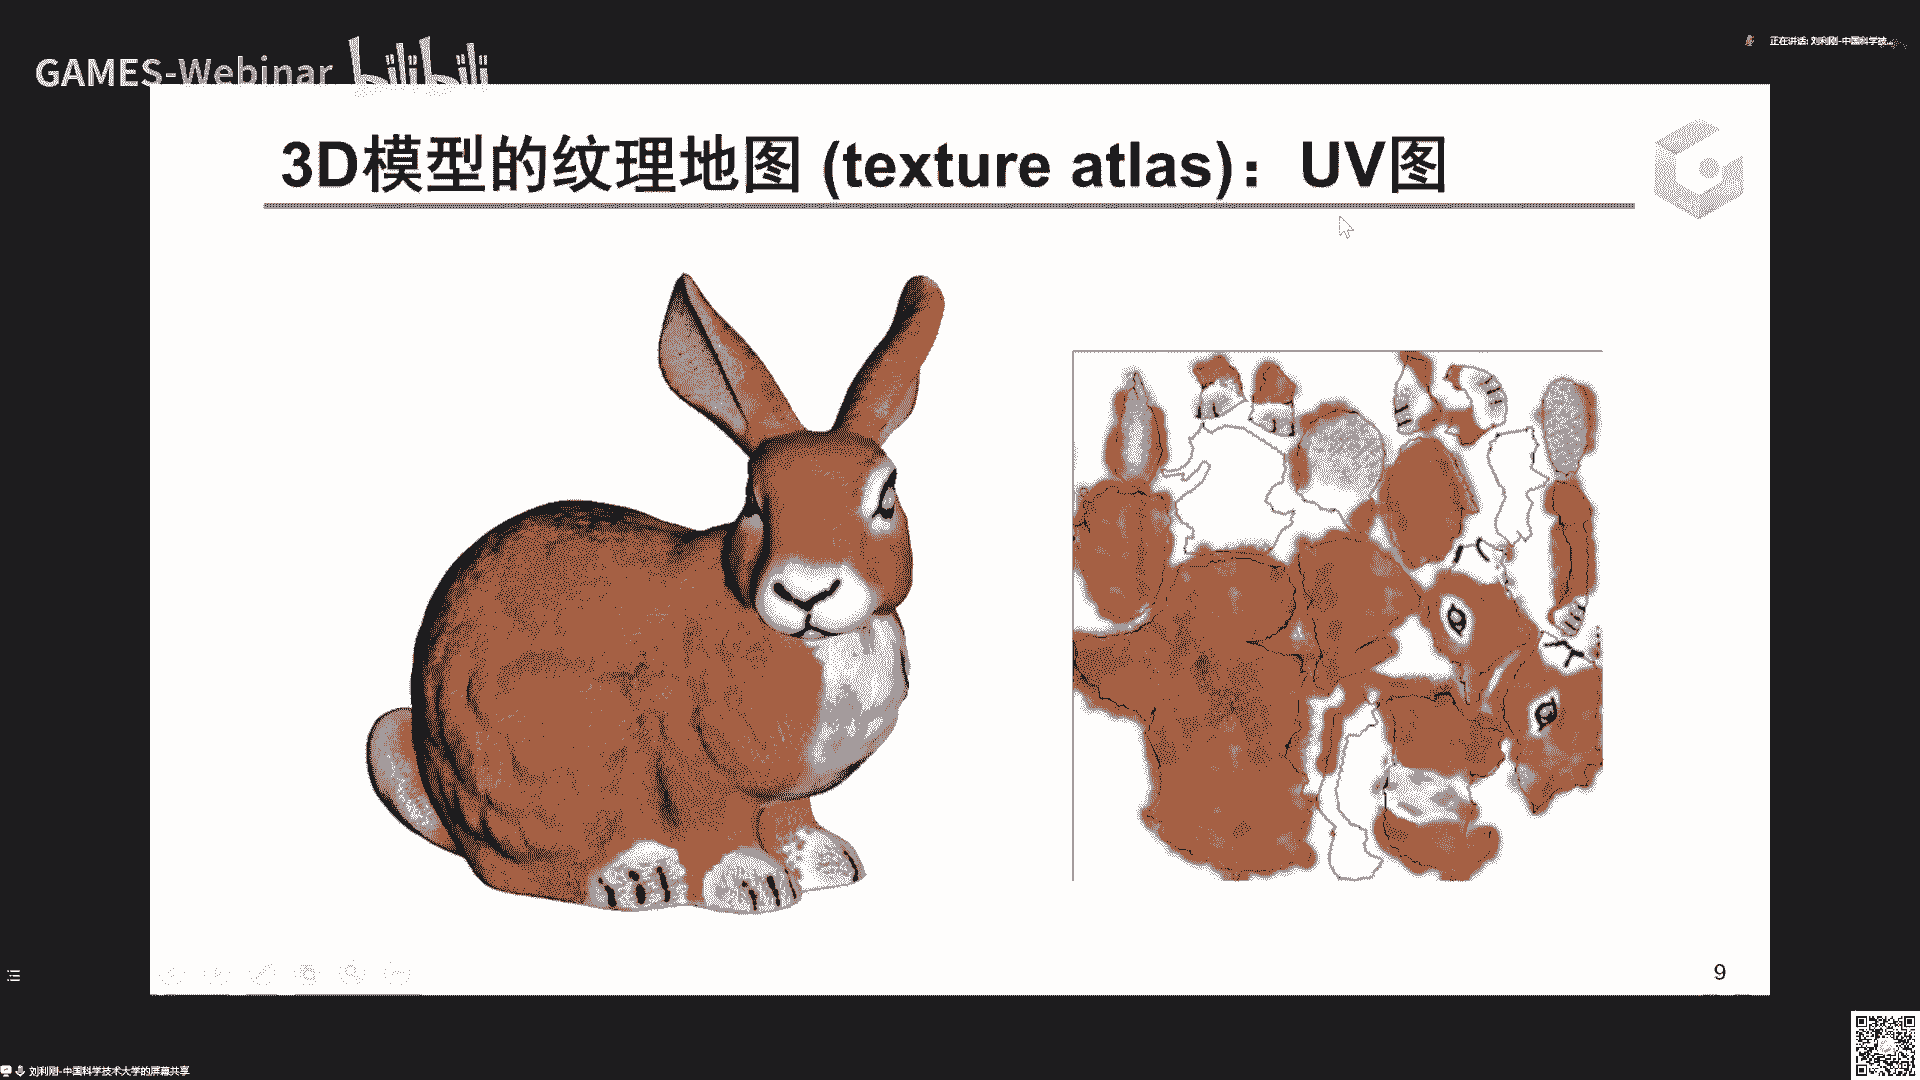 GAMES-Webinar bilibili
正在讲话: 刘利刚-中国科学技...
3D模型的纹理地图 (texture atlas)：UV图
9
刘利刚-中国科学技术大学的屏幕共享